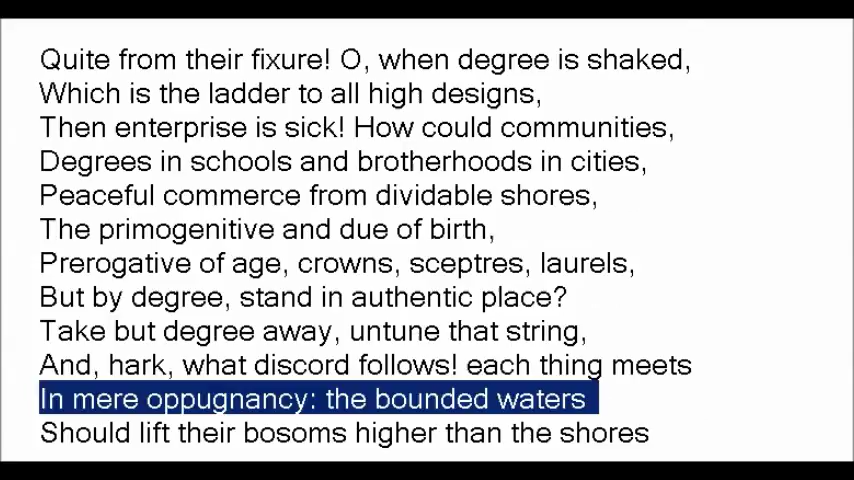 Quite from their fixure! O, when degree is shaked,
Which is the ladder to all high designs,
Then enterprise is sick! How could communities,
Degrees in schools and brotherhoods in cities,
Peaceful commerce from dividable shores,
The primogenitive and due of birth,
Prerogative of age, crowns, sceptres, laurels,
But by degree, stand in authentic place?
Take but degree away, untune that string,
And, hark, what discord follows! each thing meets
In mere oppugnancy: the bounded waters
Should lift their bosoms higher than the shores